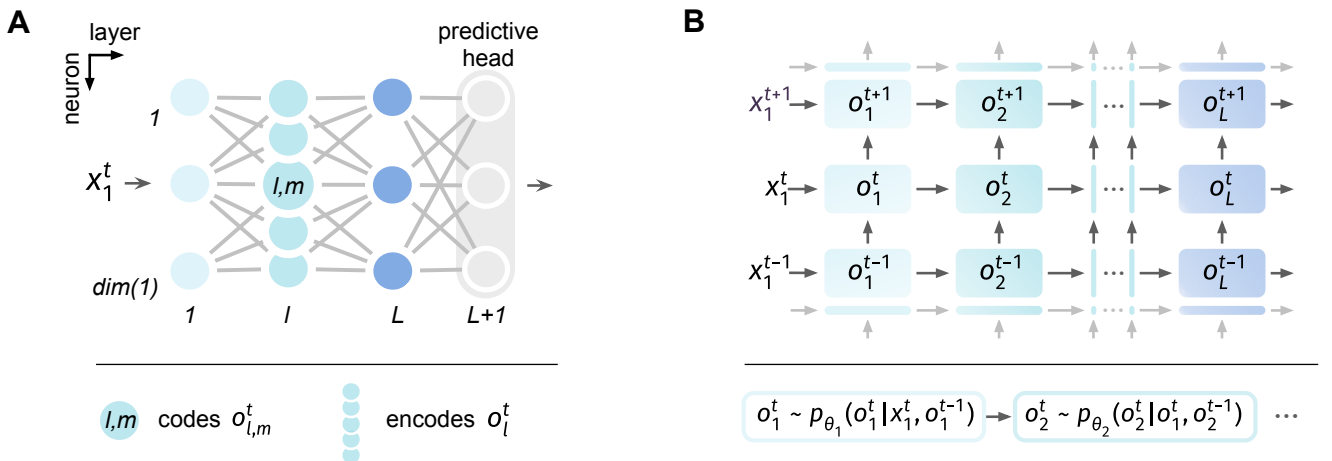 A
layer
neuron
predictive
head
1
x_1^t
l,m
dim(1)
1
l
L
L+1
l,m codes o_{l,m}^t
encodes o_l^t
B
x_1^{t+1} o_1^{t+1} o_2^{t+1} ... o_L^{t+1}
x_1^t o_1^t o_2^t ... o_L^t
x_1^{t-1} o_1^{t-1} o_2^{t-1} ... o_L^{t-1}
o_1^t ~ p_{θ_1}(o_1^t|x_1^t, o_1^{t-1}) → o_2^t ~ p_{θ_2}(o_2^t|o_1^t, o_2^{t-1}) ...